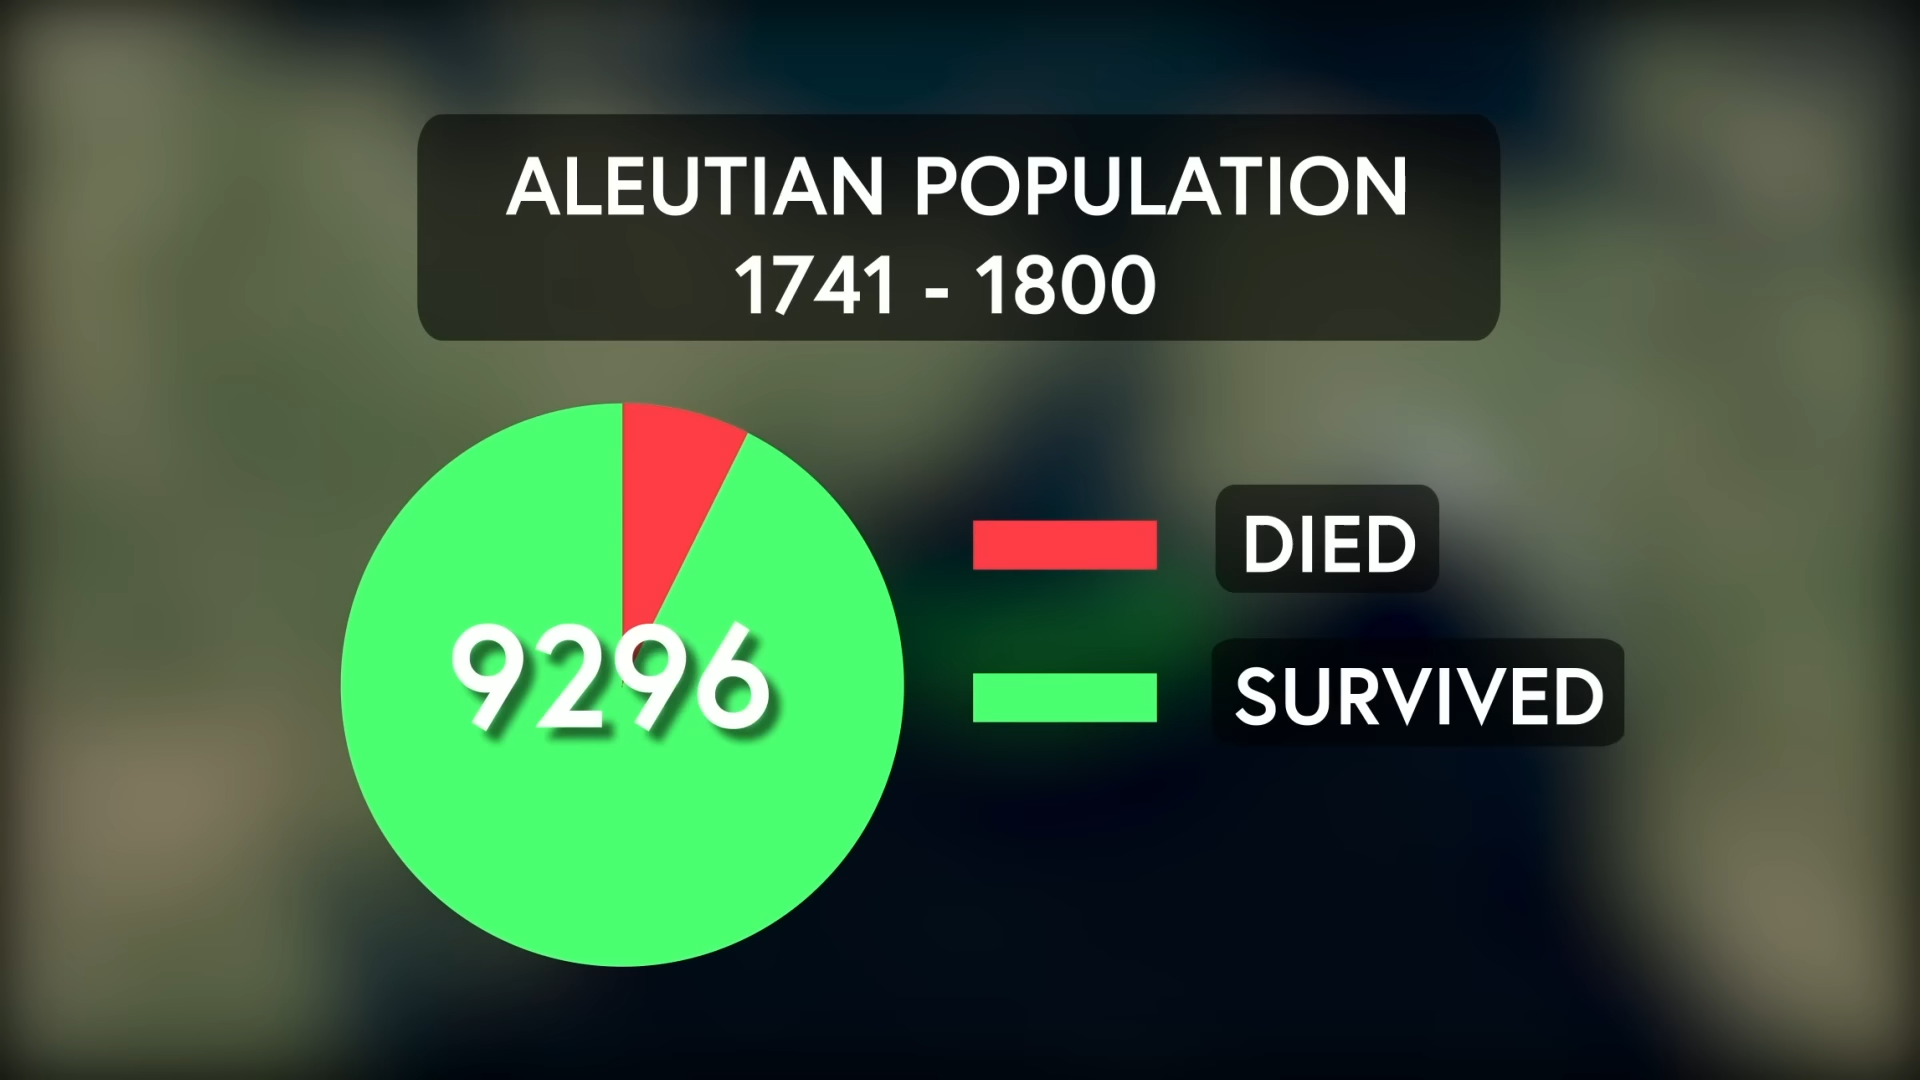 ALEUTIAN POPULATION
1741 - 1800
9296
DIED
SURVIVED